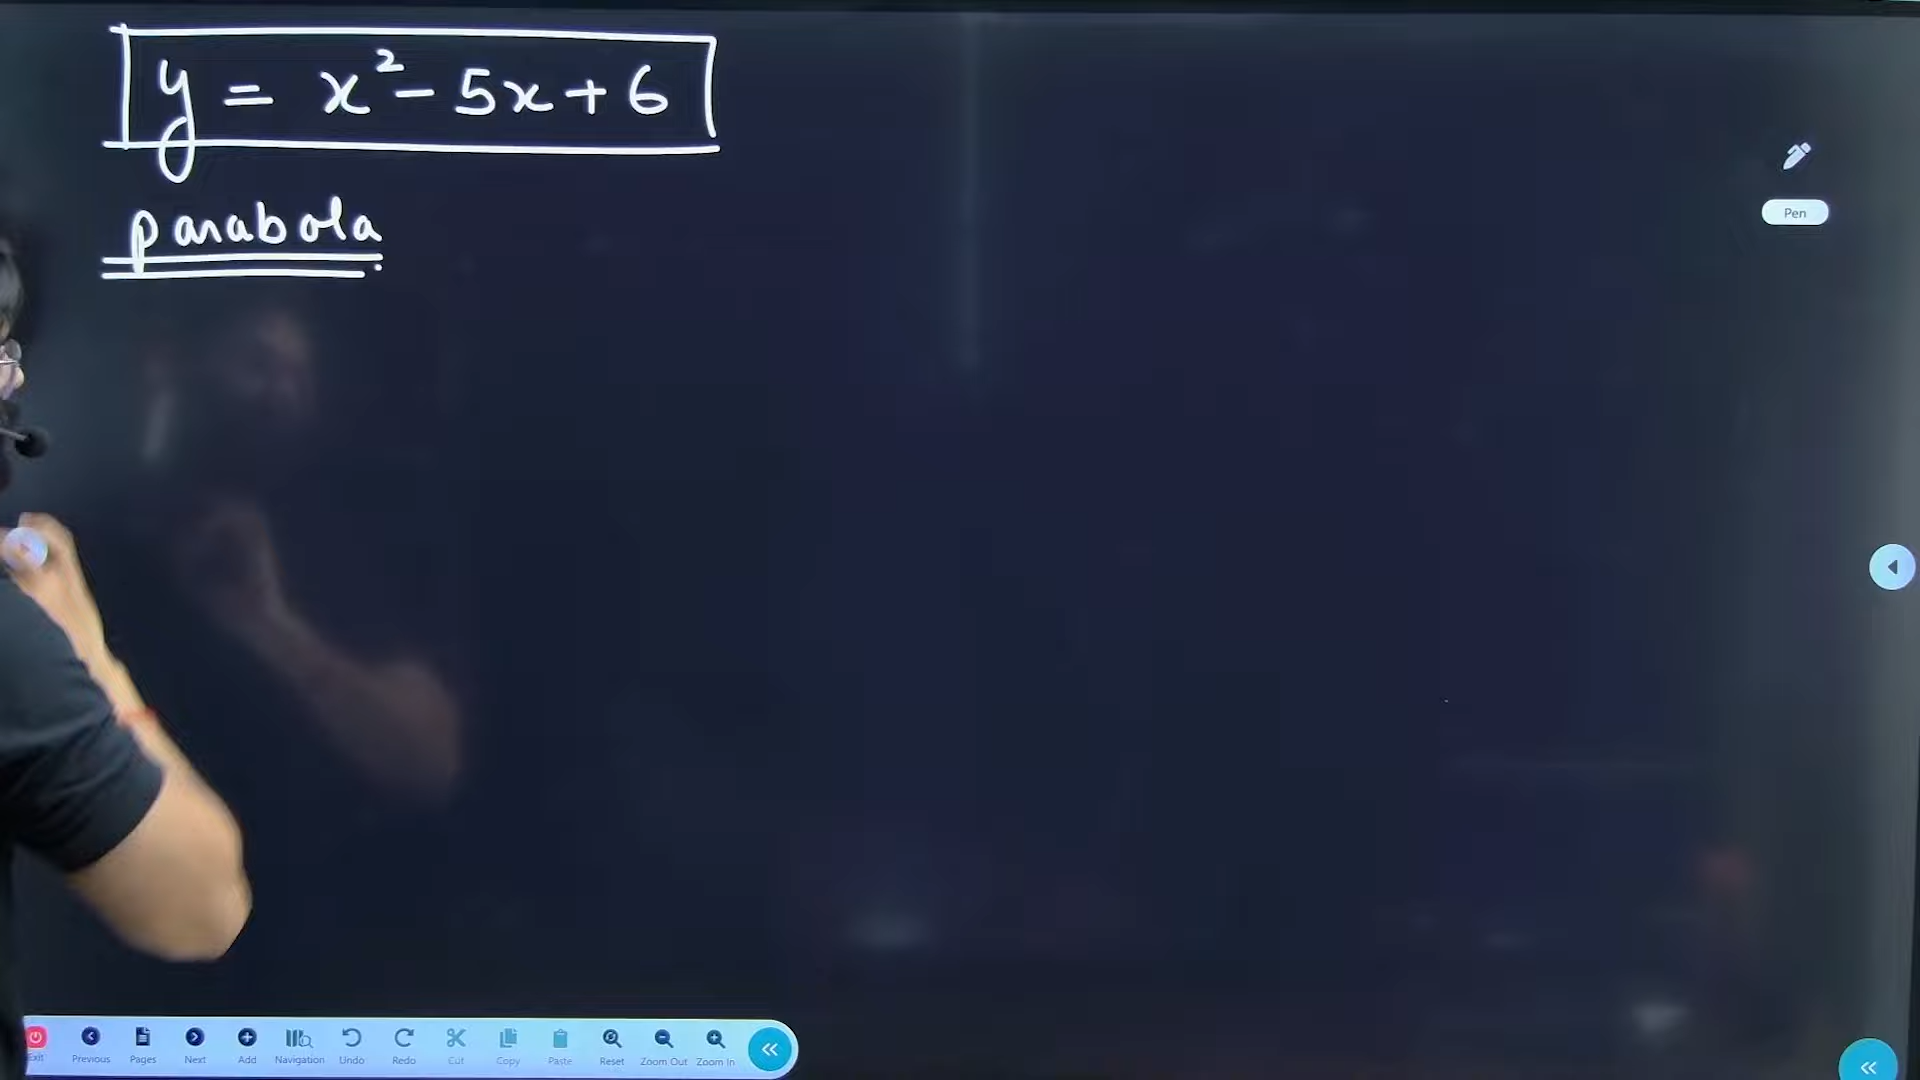 y = x² - 5x + 6
parabola
Pen
Exit Previous Pages Next Add Navigation Undo Redo Cut Copy Paste Reset Zoom Out Zoom In